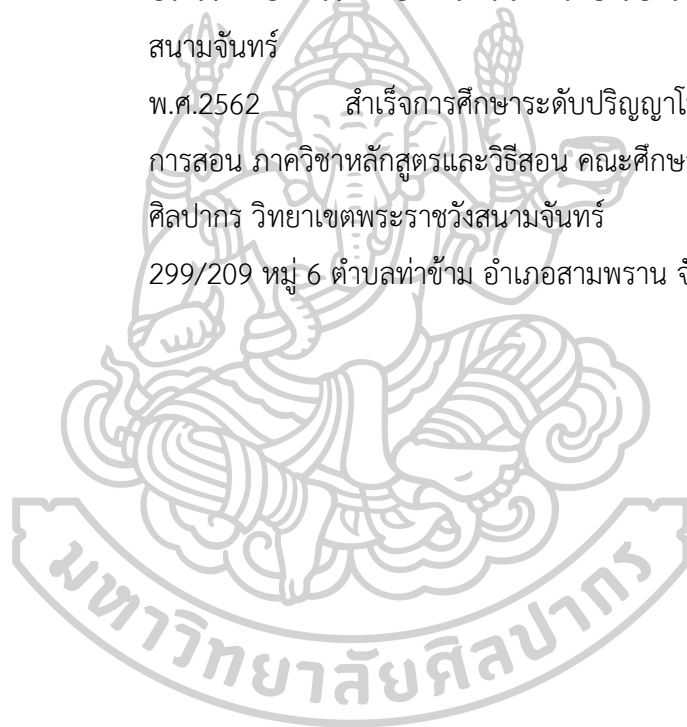 สนามจันทร์
พ.ศ.2562 สำเร็จการศึกษาระดับปริญญาโ
การสอน ภาควิชาหลักสูตรและวิธีสอน คณะศึกษ
ศิลปากร วิทยาเขตพระราชวังสนามจันทร์
299/209 หมู่ 6 ตำบลท่าข้าม อำเภอสามพราน จั
มหาวิทยาลัยศิลปากร